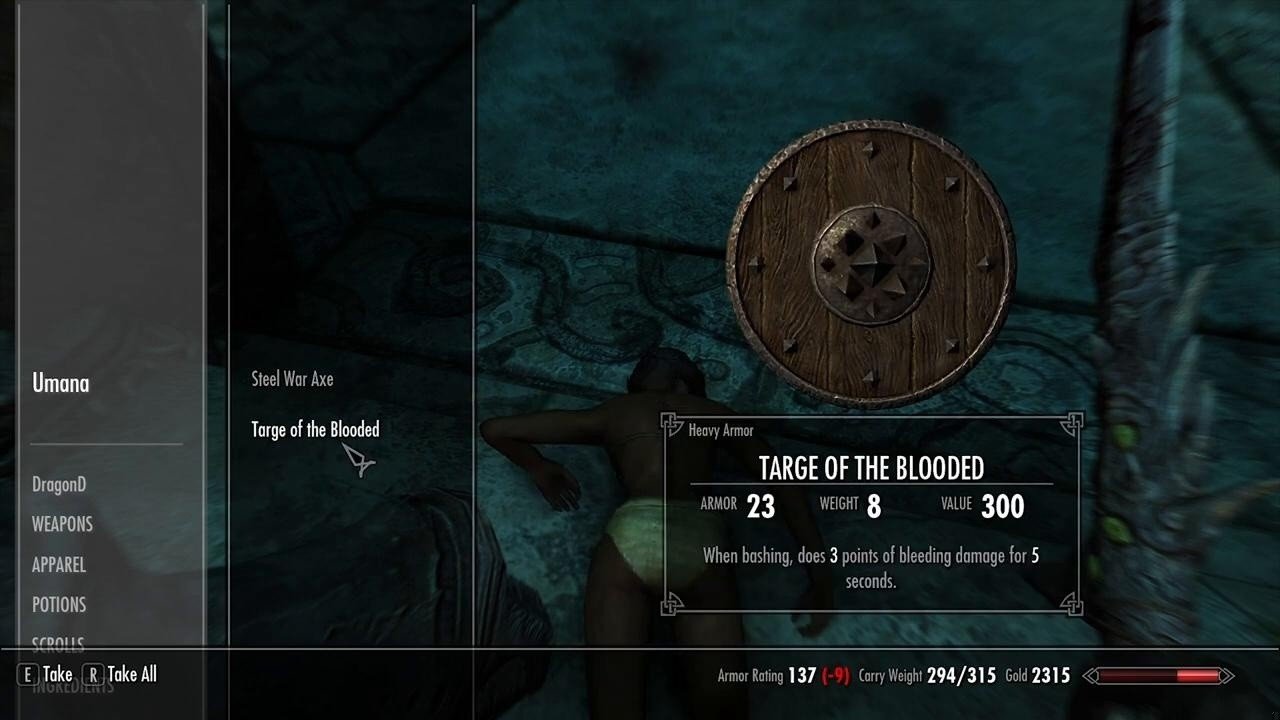 Umana
DragonD
WEAPONS
APPAREL
POTIONS
SCROLLS
INGREDIENTS
Steel War Axe
Targe of the Blooded
Heavy Armor
TARGE OF THE BLOODED
ARMOR 23 WEIGHT 8 VALUE 300
When bashing, does 3 points of bleeding damage for 5
seconds.
E Take R Take All
Armor Rating 137 (-9) Carry Weight 294/315 Gold 2315